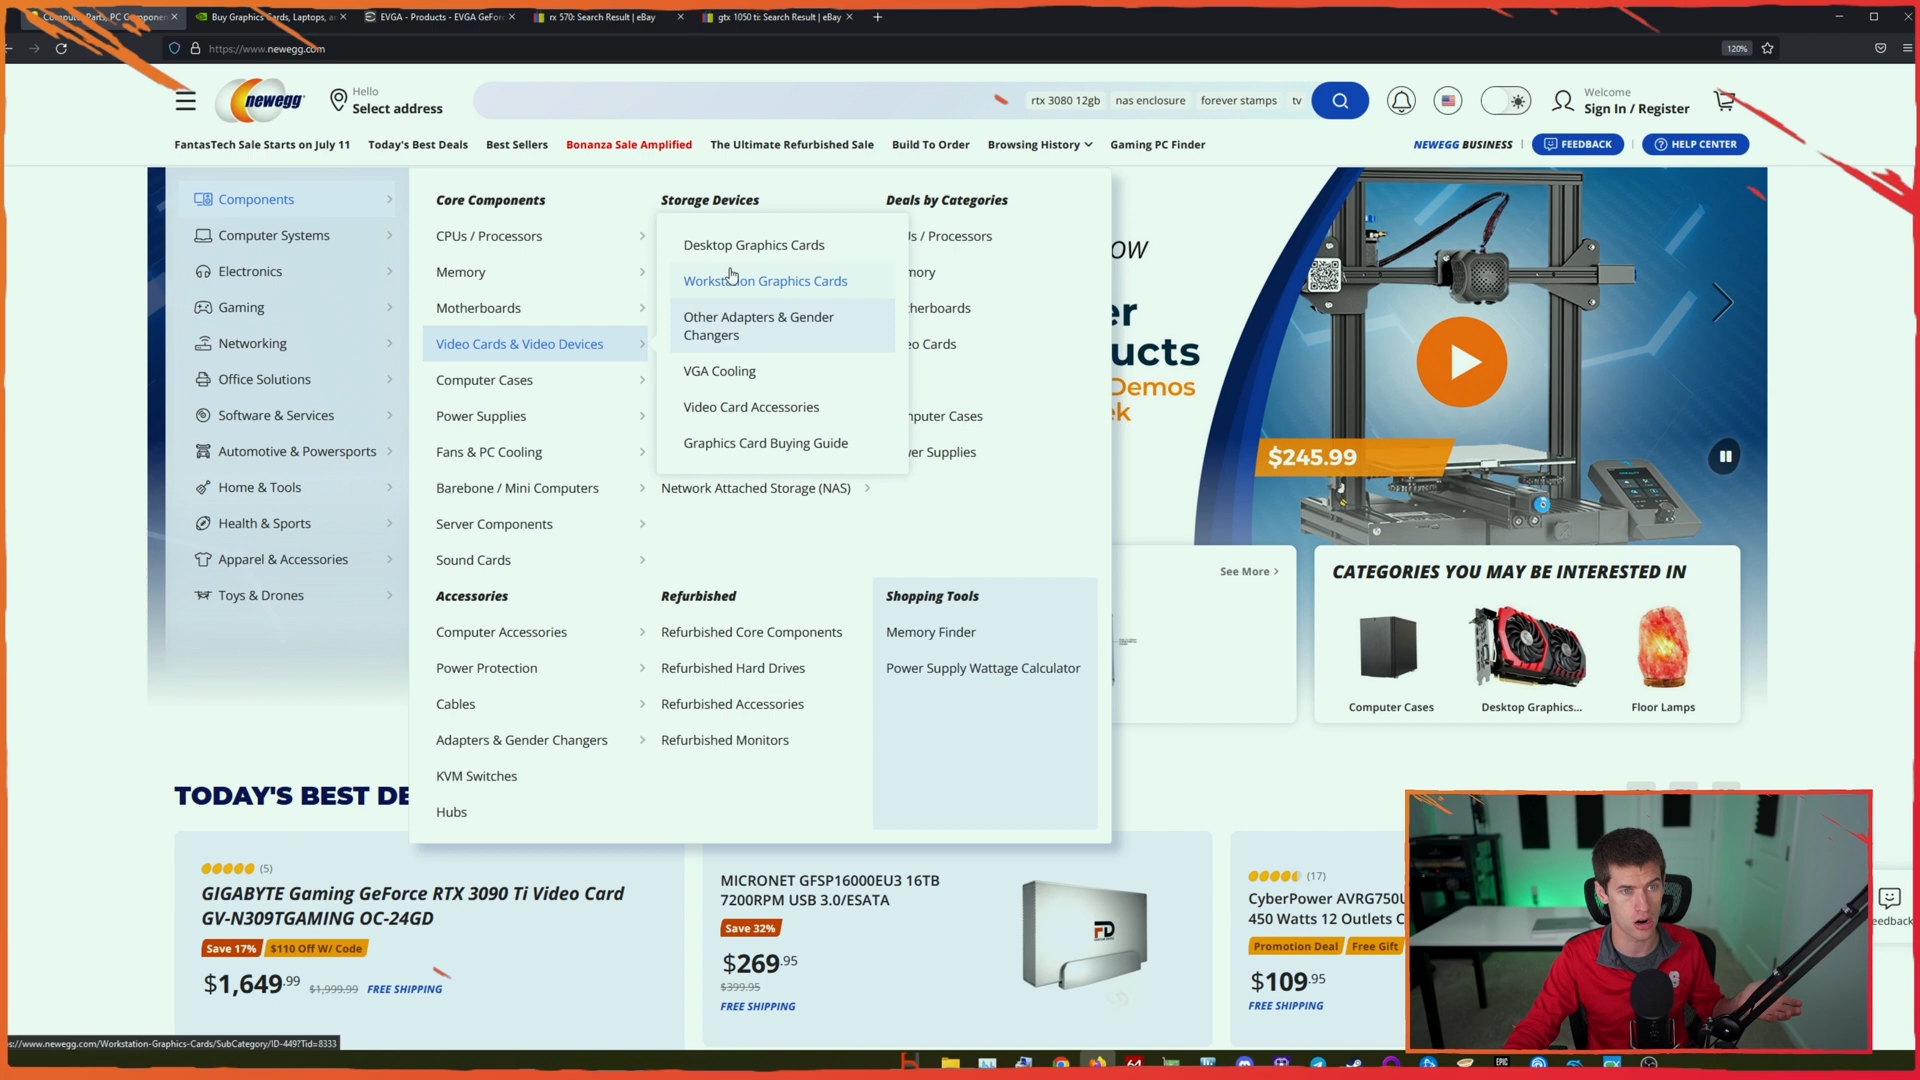 Buy Graphics Cards, Laptops, a
EVGA - Products - EVGA GeFor
rx 570: Search Result | eBay
gtx 1050 ti: Search Result | eBay
https://www.newegg.com
120%
newegg
Hello
Select address
rtx 3080 12gb
nas enclosure
forever stamps
tv
Welcome
Sign In / Register
FantasTech Sale Starts on July 11
Today's Best Deals
Best Sellers
Bonanza Sale Amplified
The Ultimate Refurbished Sale
Build To Order
Browsing History
Gaming PC Finder
NEWEGG BUSINESS
FEEDBACK
HELP CENTER
Components
Computer Systems
Electronics
Gaming
Networking
Office Solutions
Software & Services
Automotive & Powersports
Home & Tools
Health & Sports
Apparel & Accessories
Toys & Drones
Core Components
CPUs / Processors
Memory
Motherboards
Video Cards & Video Devices
Computer Cases
Power Supplies
Fans & PC Cooling
Barebone / Mini Computers
Server Components
Sound Cards
Accessories
Computer Accessories
Power Protection
Cables
Adapters & Gender Changers
KVM Switches
Hubs
Storage Devices
Desktop Graphics Cards
Workstation Graphics Cards
Other Adapters & Gender
Changers
VGA Cooling
Video Card Accessories
Graphics Card Buying Guide
Network Attached Storage (NAS)
Refurbished
Refurbished Core Components
Refurbished Hard Drives
Refurbished Accessories
Refurbished Monitors
Deals by Categories
Us / Processors
mory
herboards
eo Cards
nputer Cases
ver Supplies
Shopping Tools
Memory Finder
Power Supply Wattage Calculator
OW
er
ucts
Demos
ek
$245.99
See More
CATEGORIES YOU MAY BE INTERESTED IN
Computer Cases
Desktop Graphics...
Floor Lamps
TODAY'S BEST DE
(5)
GIGABYTE Gaming GeForce RTX 3090 Ti Video Card
GV-N309TGAMING OC-24GD
Save 17%
$110 Off W/ Code
$1,649.99
$1,999.99
FREE SHIPPING
MICRONET GFSP16000EU3 16TB
7200RPM USB 3.0/ESATA
Save 32%
$269.95
$399.95
FREE SHIPPING
FD
(17)
CyberPower AVRG750U
450 Watts 12 Outlets C
Promotion Deal
Free Gift
$109.95
FREE SHIPPING
eedback
s://www.newegg.com/Workstation-Graphics-Cards/SubCategory/ID-449?Tid=8333
64
EPIC